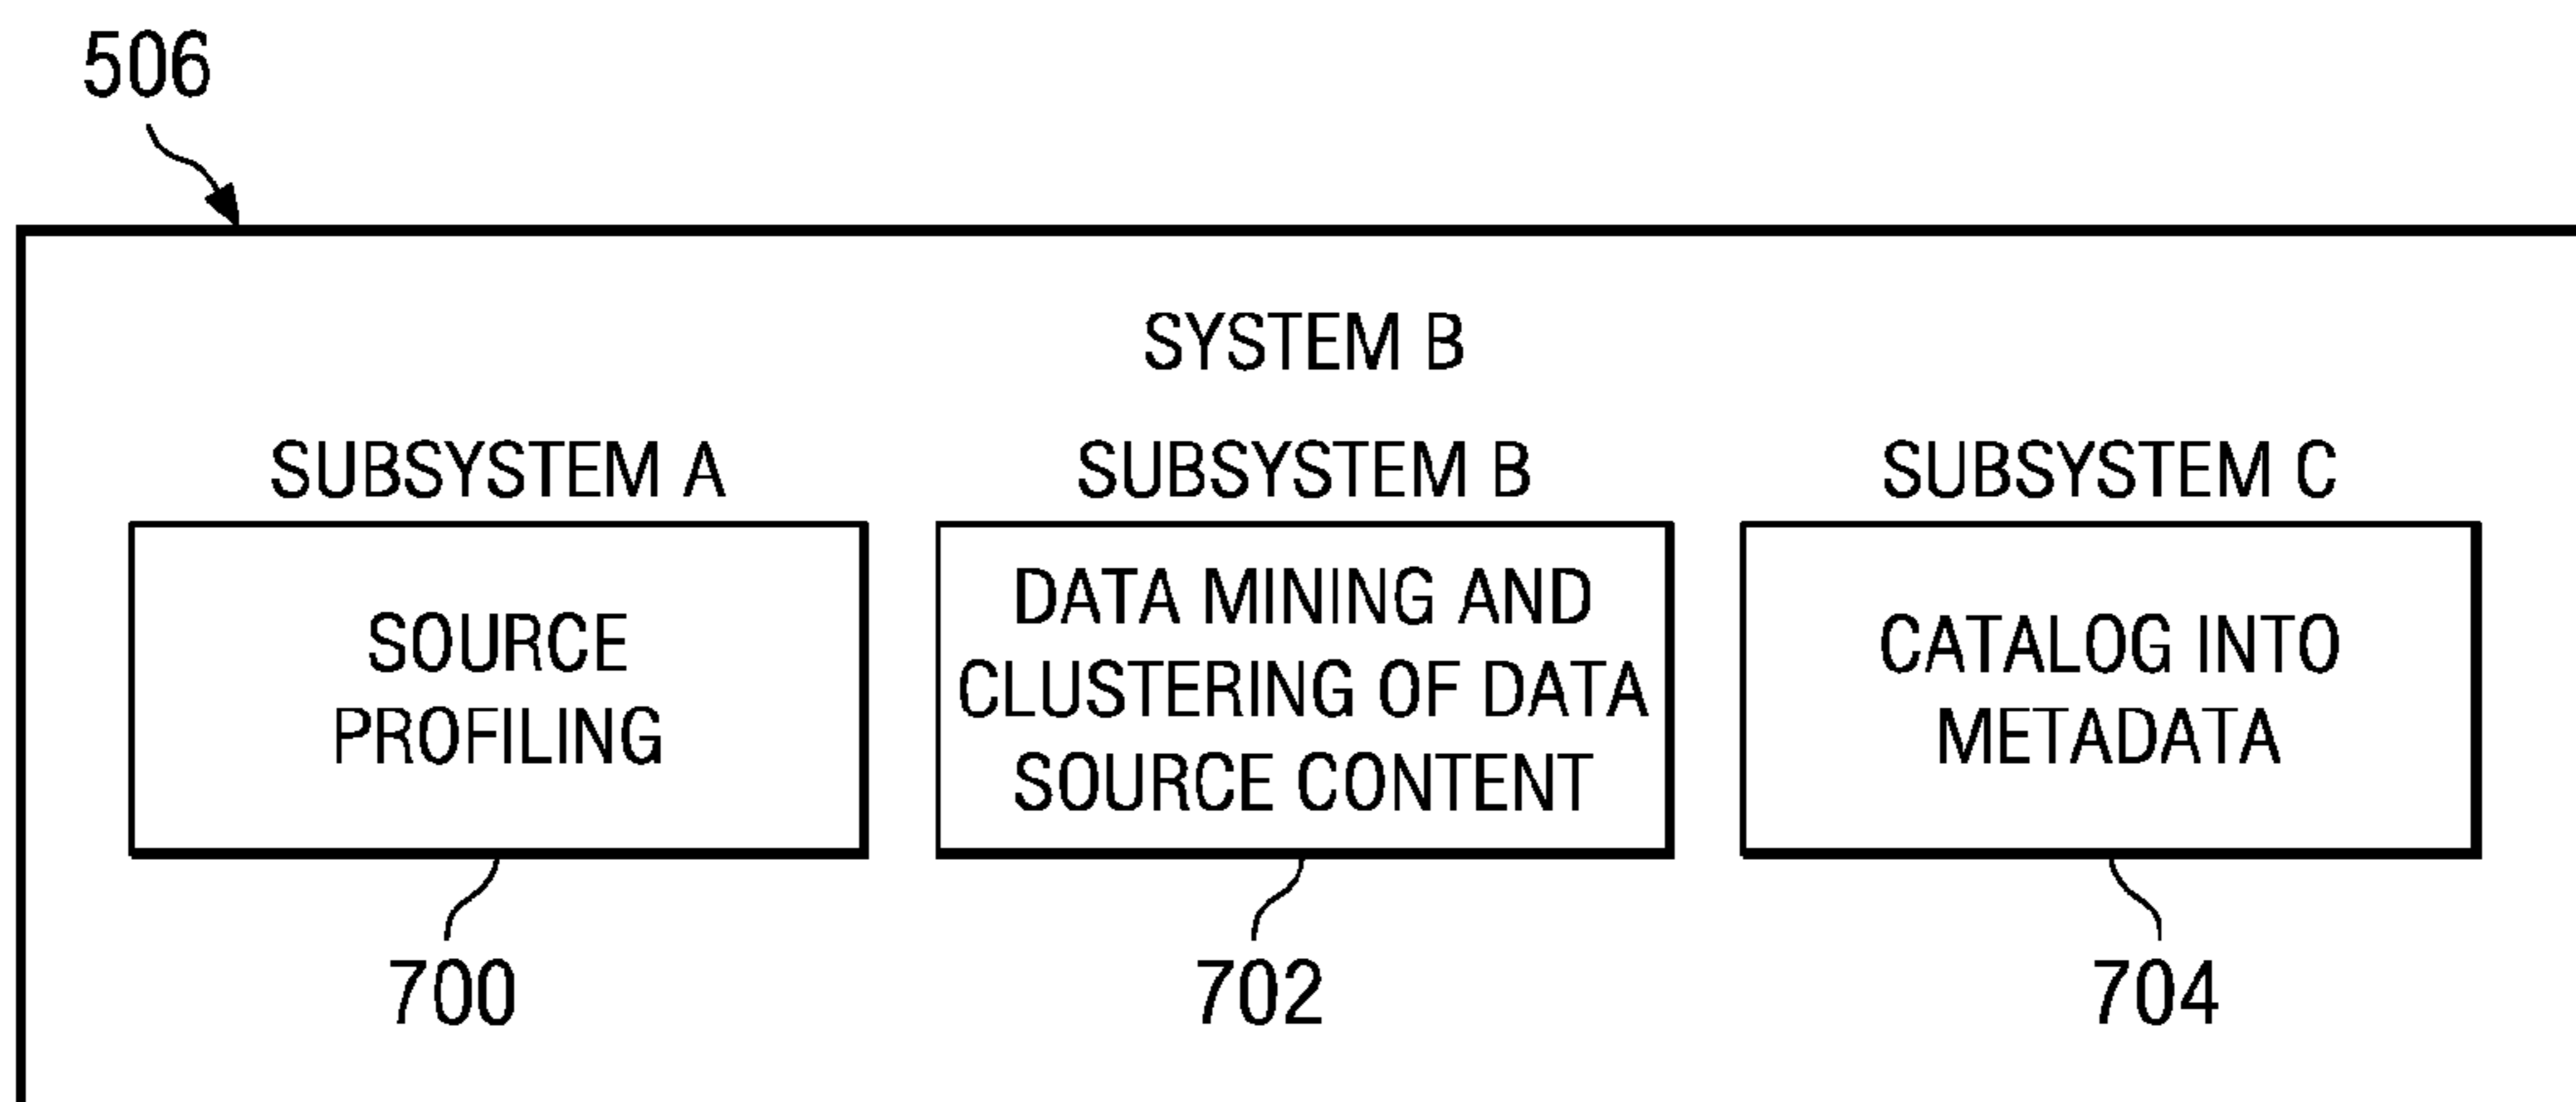 506
SYSTEM B
SUBSYSTEM A
SOURCE
PROFILING
700
SUBSYSTEM B
DATA MINING AND
CLUSTERING OF DATA
SOURCE CONTENT
702
SUBSYSTEM C
CATALOG INTO
METADATA
704